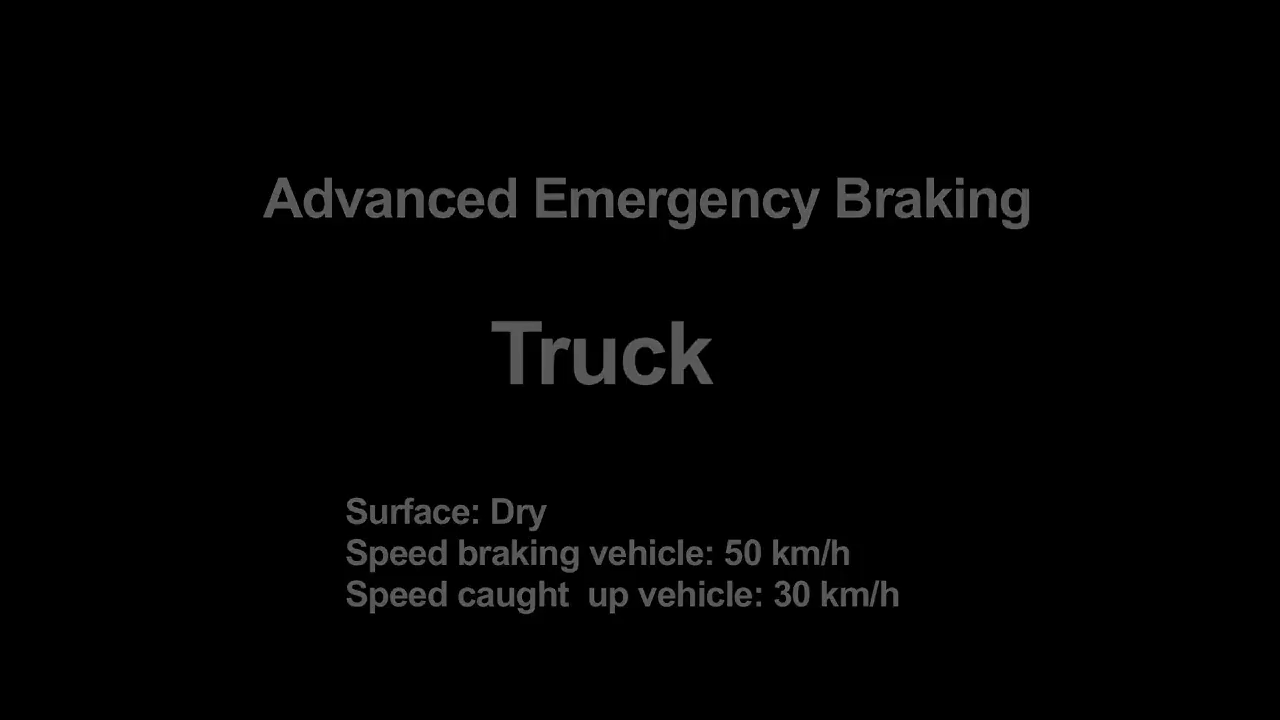 Advanced Emergency Braking
Truck
Surface: Dry
Speed braking vehicle: 50 km/h
Speed caught  up vehicle: 30 km/h